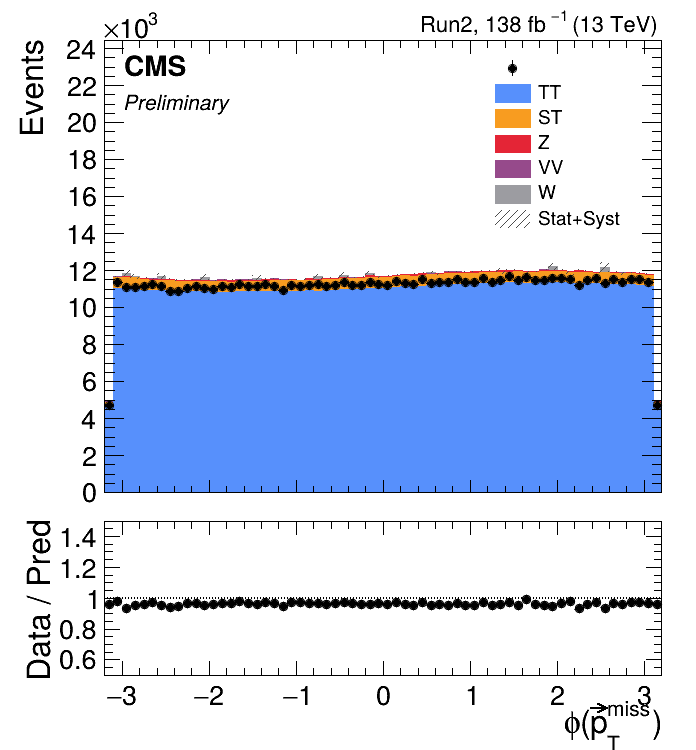 ×10³
Run2, 138 fb⁻¹ (13 TeV)
CMS
Preliminary
TT
ST
Z
VV
W
Stat+Syst
Events
24
22
20
18
16
14
12
10
8
6
4
2
0
Data / Pred
1.4
1.2
1
0.8
0.6
−3 −2 −1 0 1 2 3
ϕ(p⃗_T^miss)